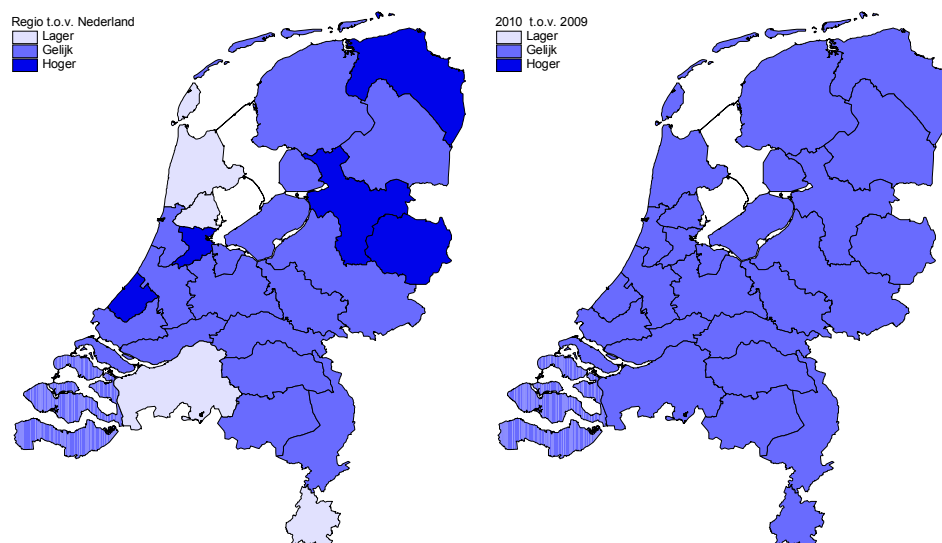 Regio t.o.v. Nederland
Lager
Gelijk
Hoger
2010 t.o.v. 2009
Lager
Gelijk
Hoger